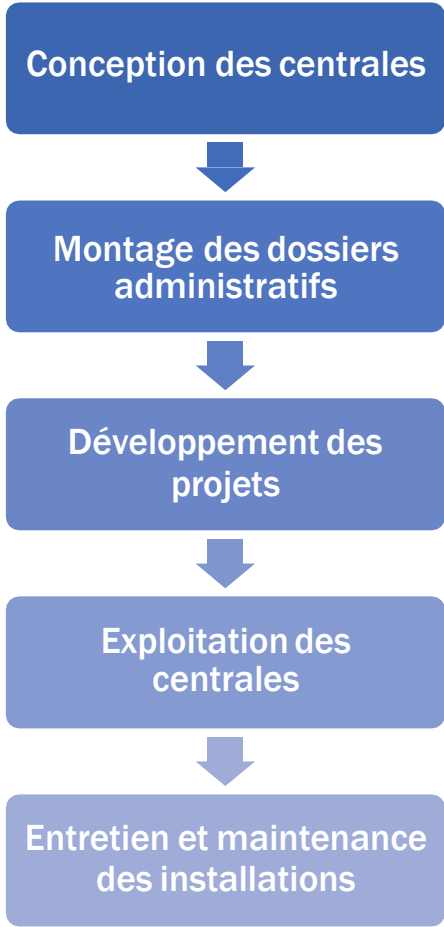 Conception des centrales
Montage des dossiers
administratifs
Développement des
projets
Exploitation des
centrales
Entretien et maintenance
des installations